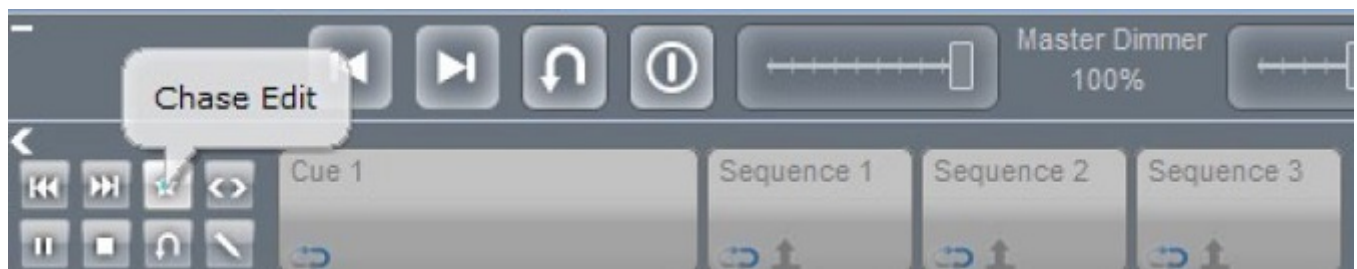 Master Dimmer
100%
Chase Edit
Cue 1
Sequence 1
Sequence 2
Sequence 3